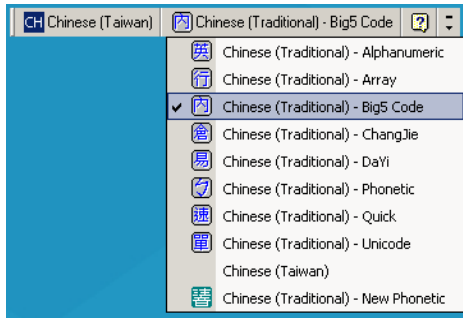 CH Chinese (Taiwan) 內 Chinese (Traditional) - Big5 Code ?
英 Chinese (Traditional) - Alphanumeric
行 Chinese (Traditional) - Array
✓ 內 Chinese (Traditional) - Big5 Code
倉 Chinese (Traditional) - ChangJie
易 Chinese (Traditional) - DaYi
ㄅ Chinese (Traditional) - Phonetic
速 Chinese (Traditional) - Quick
單 Chinese (Traditional) - Unicode
Chinese (Taiwan)
Chinese (Traditional) - New Phonetic